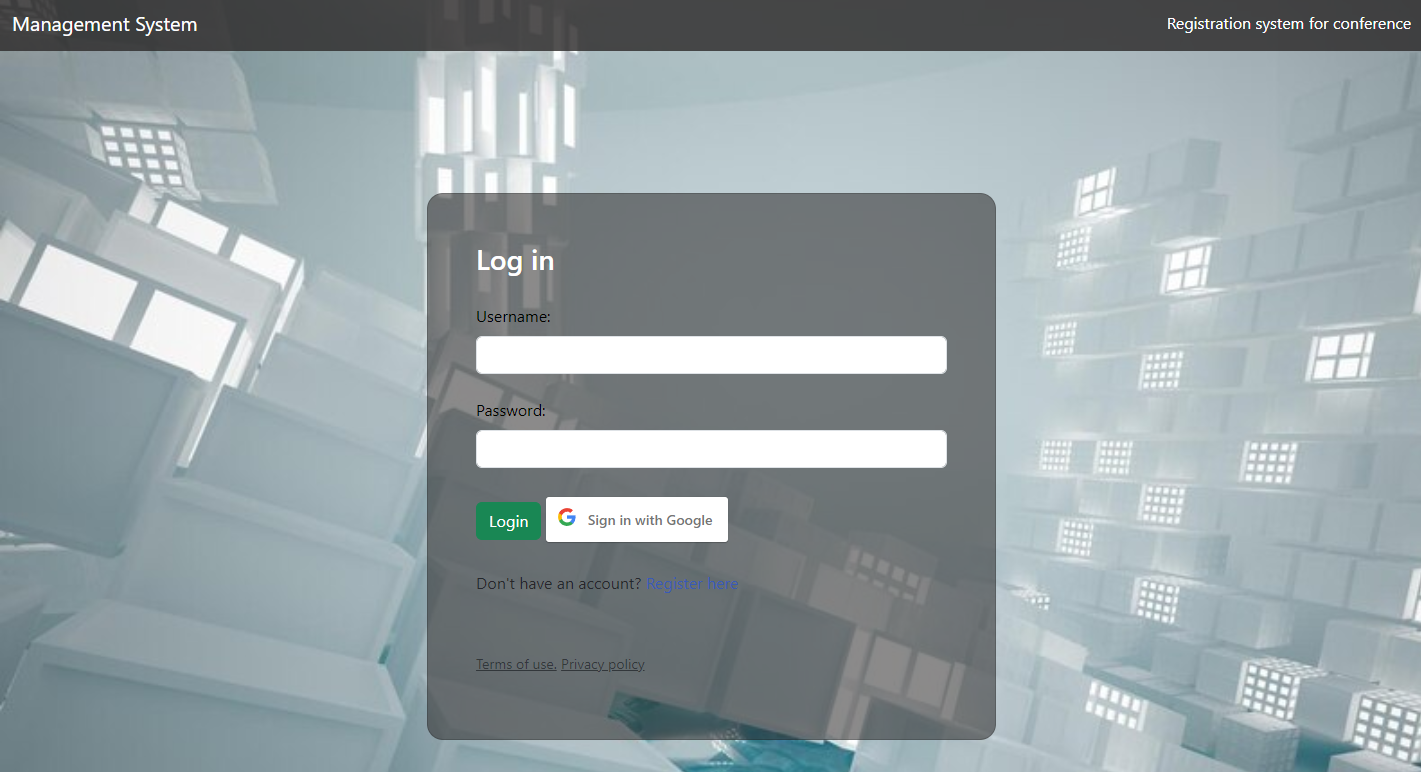 Management System
Registration system for conference
Log in
Username:
Password:
Login
Sign in with Google
Don't have an account? Register here
Terms of use. Privacy policy